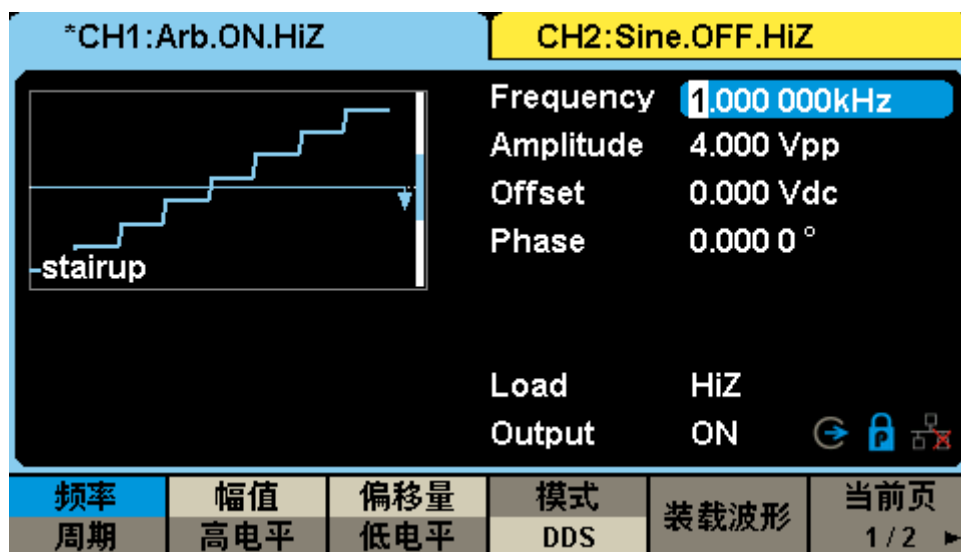 *CH1:Arb.ON.HiZ
CH2:Sine.OFF.HiZ
Frequency 1.000 000kHz
Amplitude 4.000 Vpp
Offset 0.000 Vdc
Phase 0.000 0 °
stairup
Load HiZ
Output ON
频率 幅值 偏移量 模式 装载波形 当前页
周期 高电平 低电平 DDS 1/2 ►